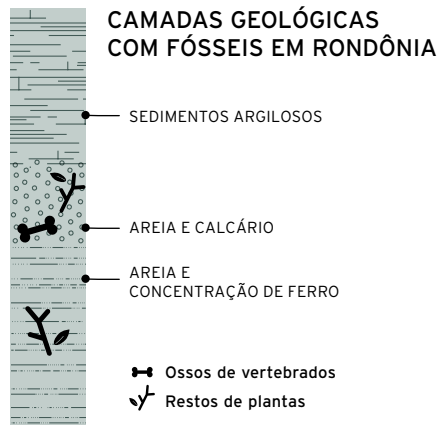 CAMADAS GEOLÓGICAS
COM FÓSSEIS EM RONDÔNIA
SEDIMENTOS ARGILOSOS
AREIA E CALCÁRIO
AREIA E
CONCENTRAÇÃO DE FERRO
Ossos de vertebrados
Restos de plantas